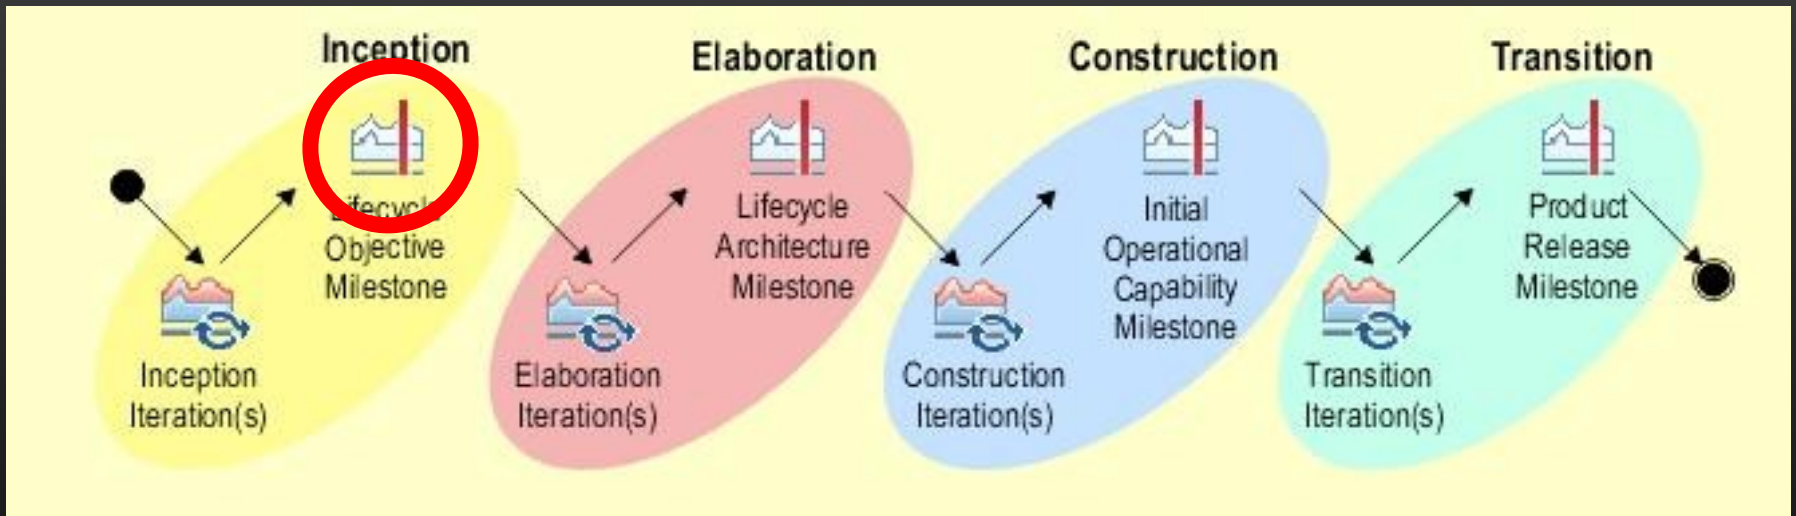 Inception
Lifecycle
Objective
Milestone
Inception
Iteration(s)
Elaboration
Lifecycle
Architecture
Milestone
Elaboration
Iteration(s)
Construction
Initial
Operational
Capability
Milestone
Construction
Iteration(s)
Transition
Product
Release
Milestone
Transition
Iteration(s)